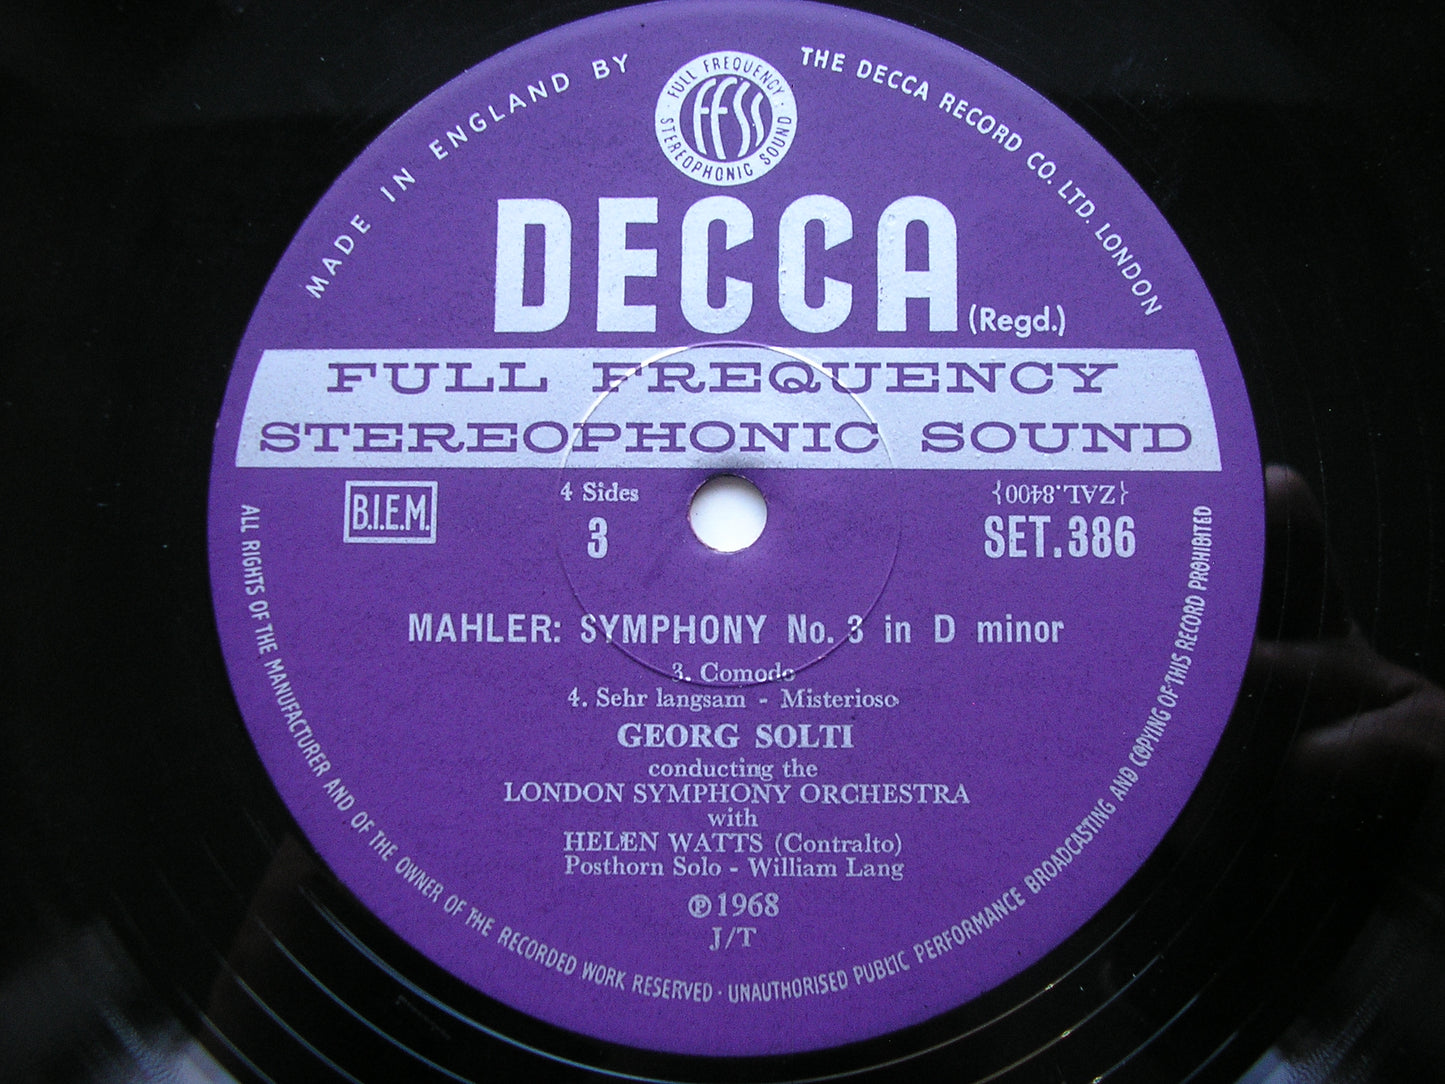 MADE IN ENGLAND BY
THE DECCA RECORD CO. LTD. LONDON
FULL FREQUENCY
ffss
STEREOPHONIC SOUND
DECCA (Regd.)
FULL FREQUENCY
STEREOPHONIC SOUND
B.I.E.M.
4 Sides
3
{ZAL.8400}
SET.386
MAHLER: SYMPHONY No. 3 in D minor
3. Comodo
4. Sehr langsam - Misterioso
GEORG SOLTI
conducting the
LONDON SYMPHONY ORCHESTRA
with
HELEN WATTS (Contralto)
Posthorn Solo - William Lang
℗1968
J/T
ALL RIGHTS OF THE MANUFACTURER AND OF THE OWNER OF THE RECORDED WORK RESERVED · UNAUTHORISED PUBLIC PERFORMANCE BROADCASTING AND COPYING OF THIS RECORD PROHIBITED